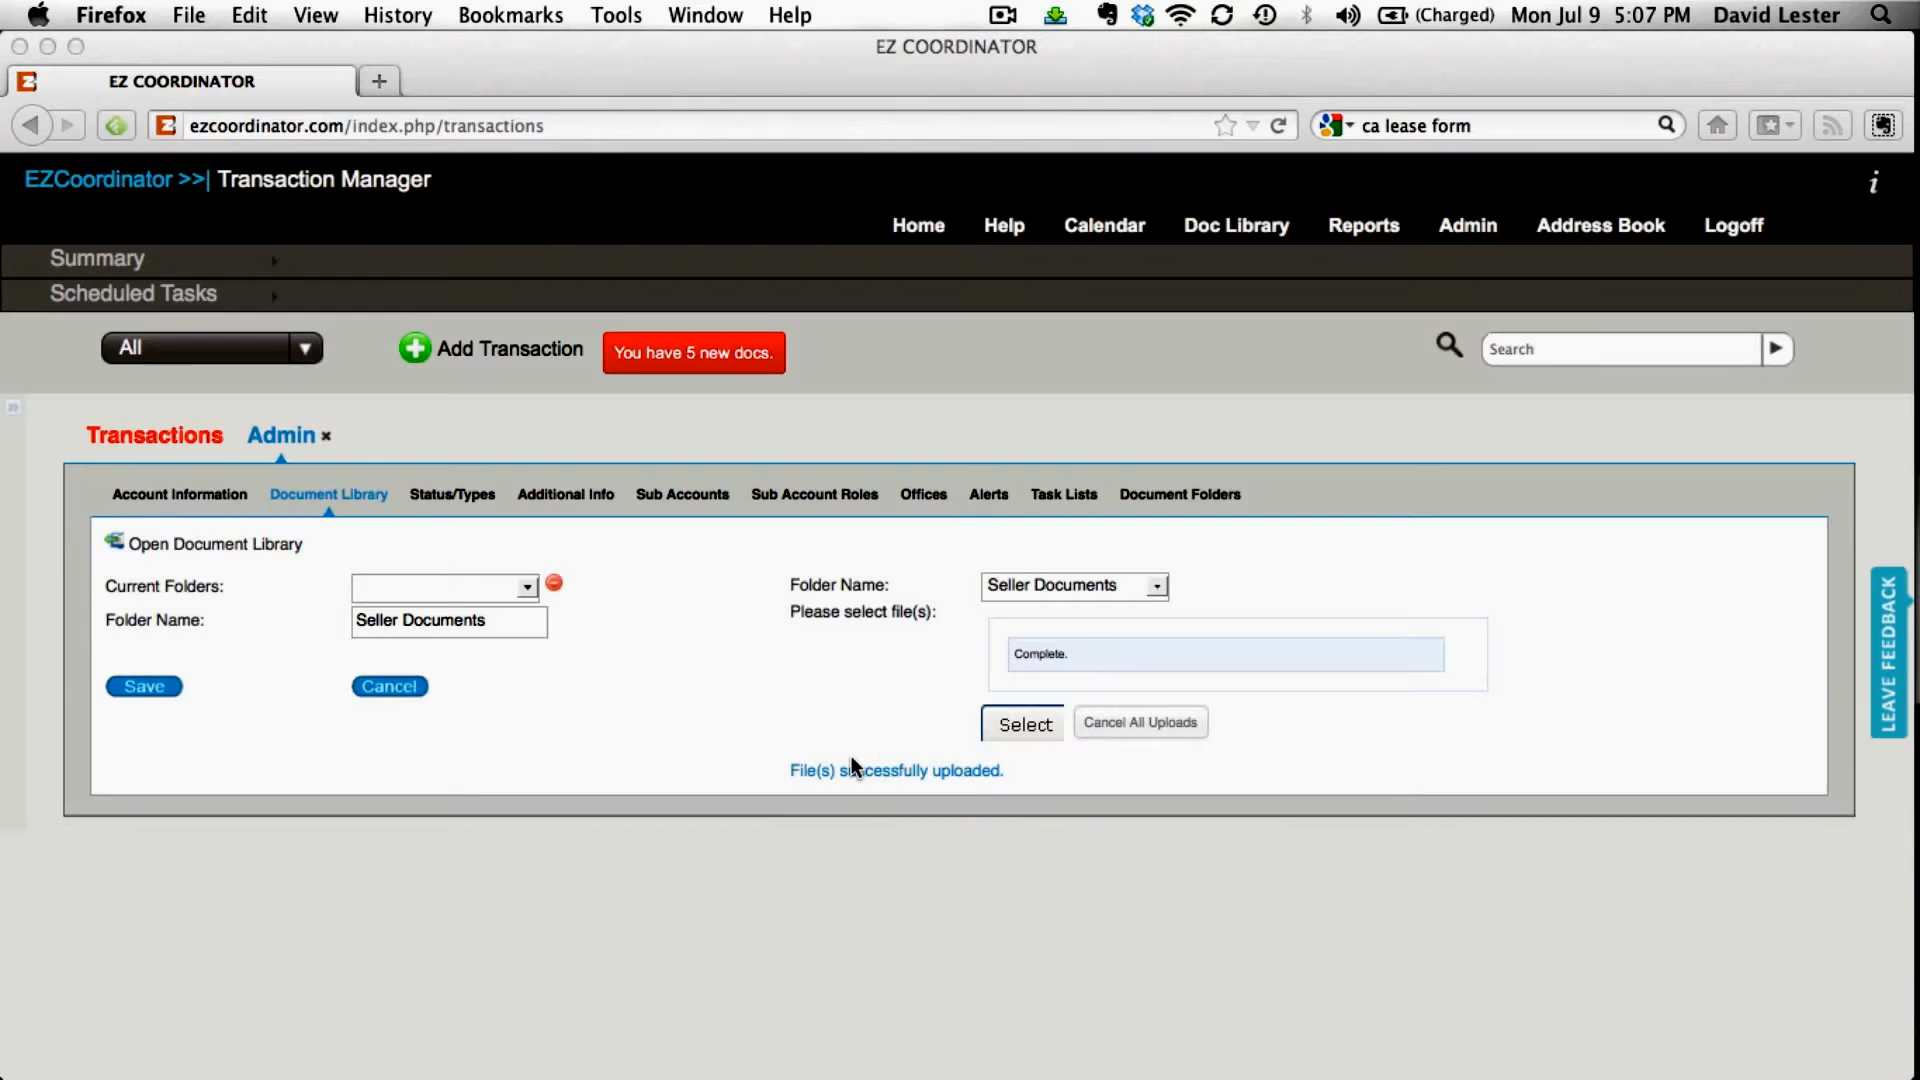 Firefox File Edit View History Bookmarks Tools Window Help (Charged) Mon Jul 9 5:07 PM David Lester
EZ COORDINATOR
EZ COORDINATOR
ezcoordinator.com/index.php/transactions ca lease form
EZCoordinator >>| Transaction Manager
Home Help Calendar Doc Library Reports Admin Address Book Logoff
Summary
Scheduled Tasks
All Add Transaction You have 5 new docs. Search
Transactions Admin
Account Information Document Library Status/Types Additional Info Sub Accounts Sub Account Roles Offices Alerts Task Lists Document Folders
Open Document Library
Current Folders: Folder Name: Seller Documents
Please select file(s):
Folder Name: Seller Documents
Complete.
Save Cancel
Select Cancel All Uploads
File(s) successfully uploaded.
LEAVE FEEDBACK